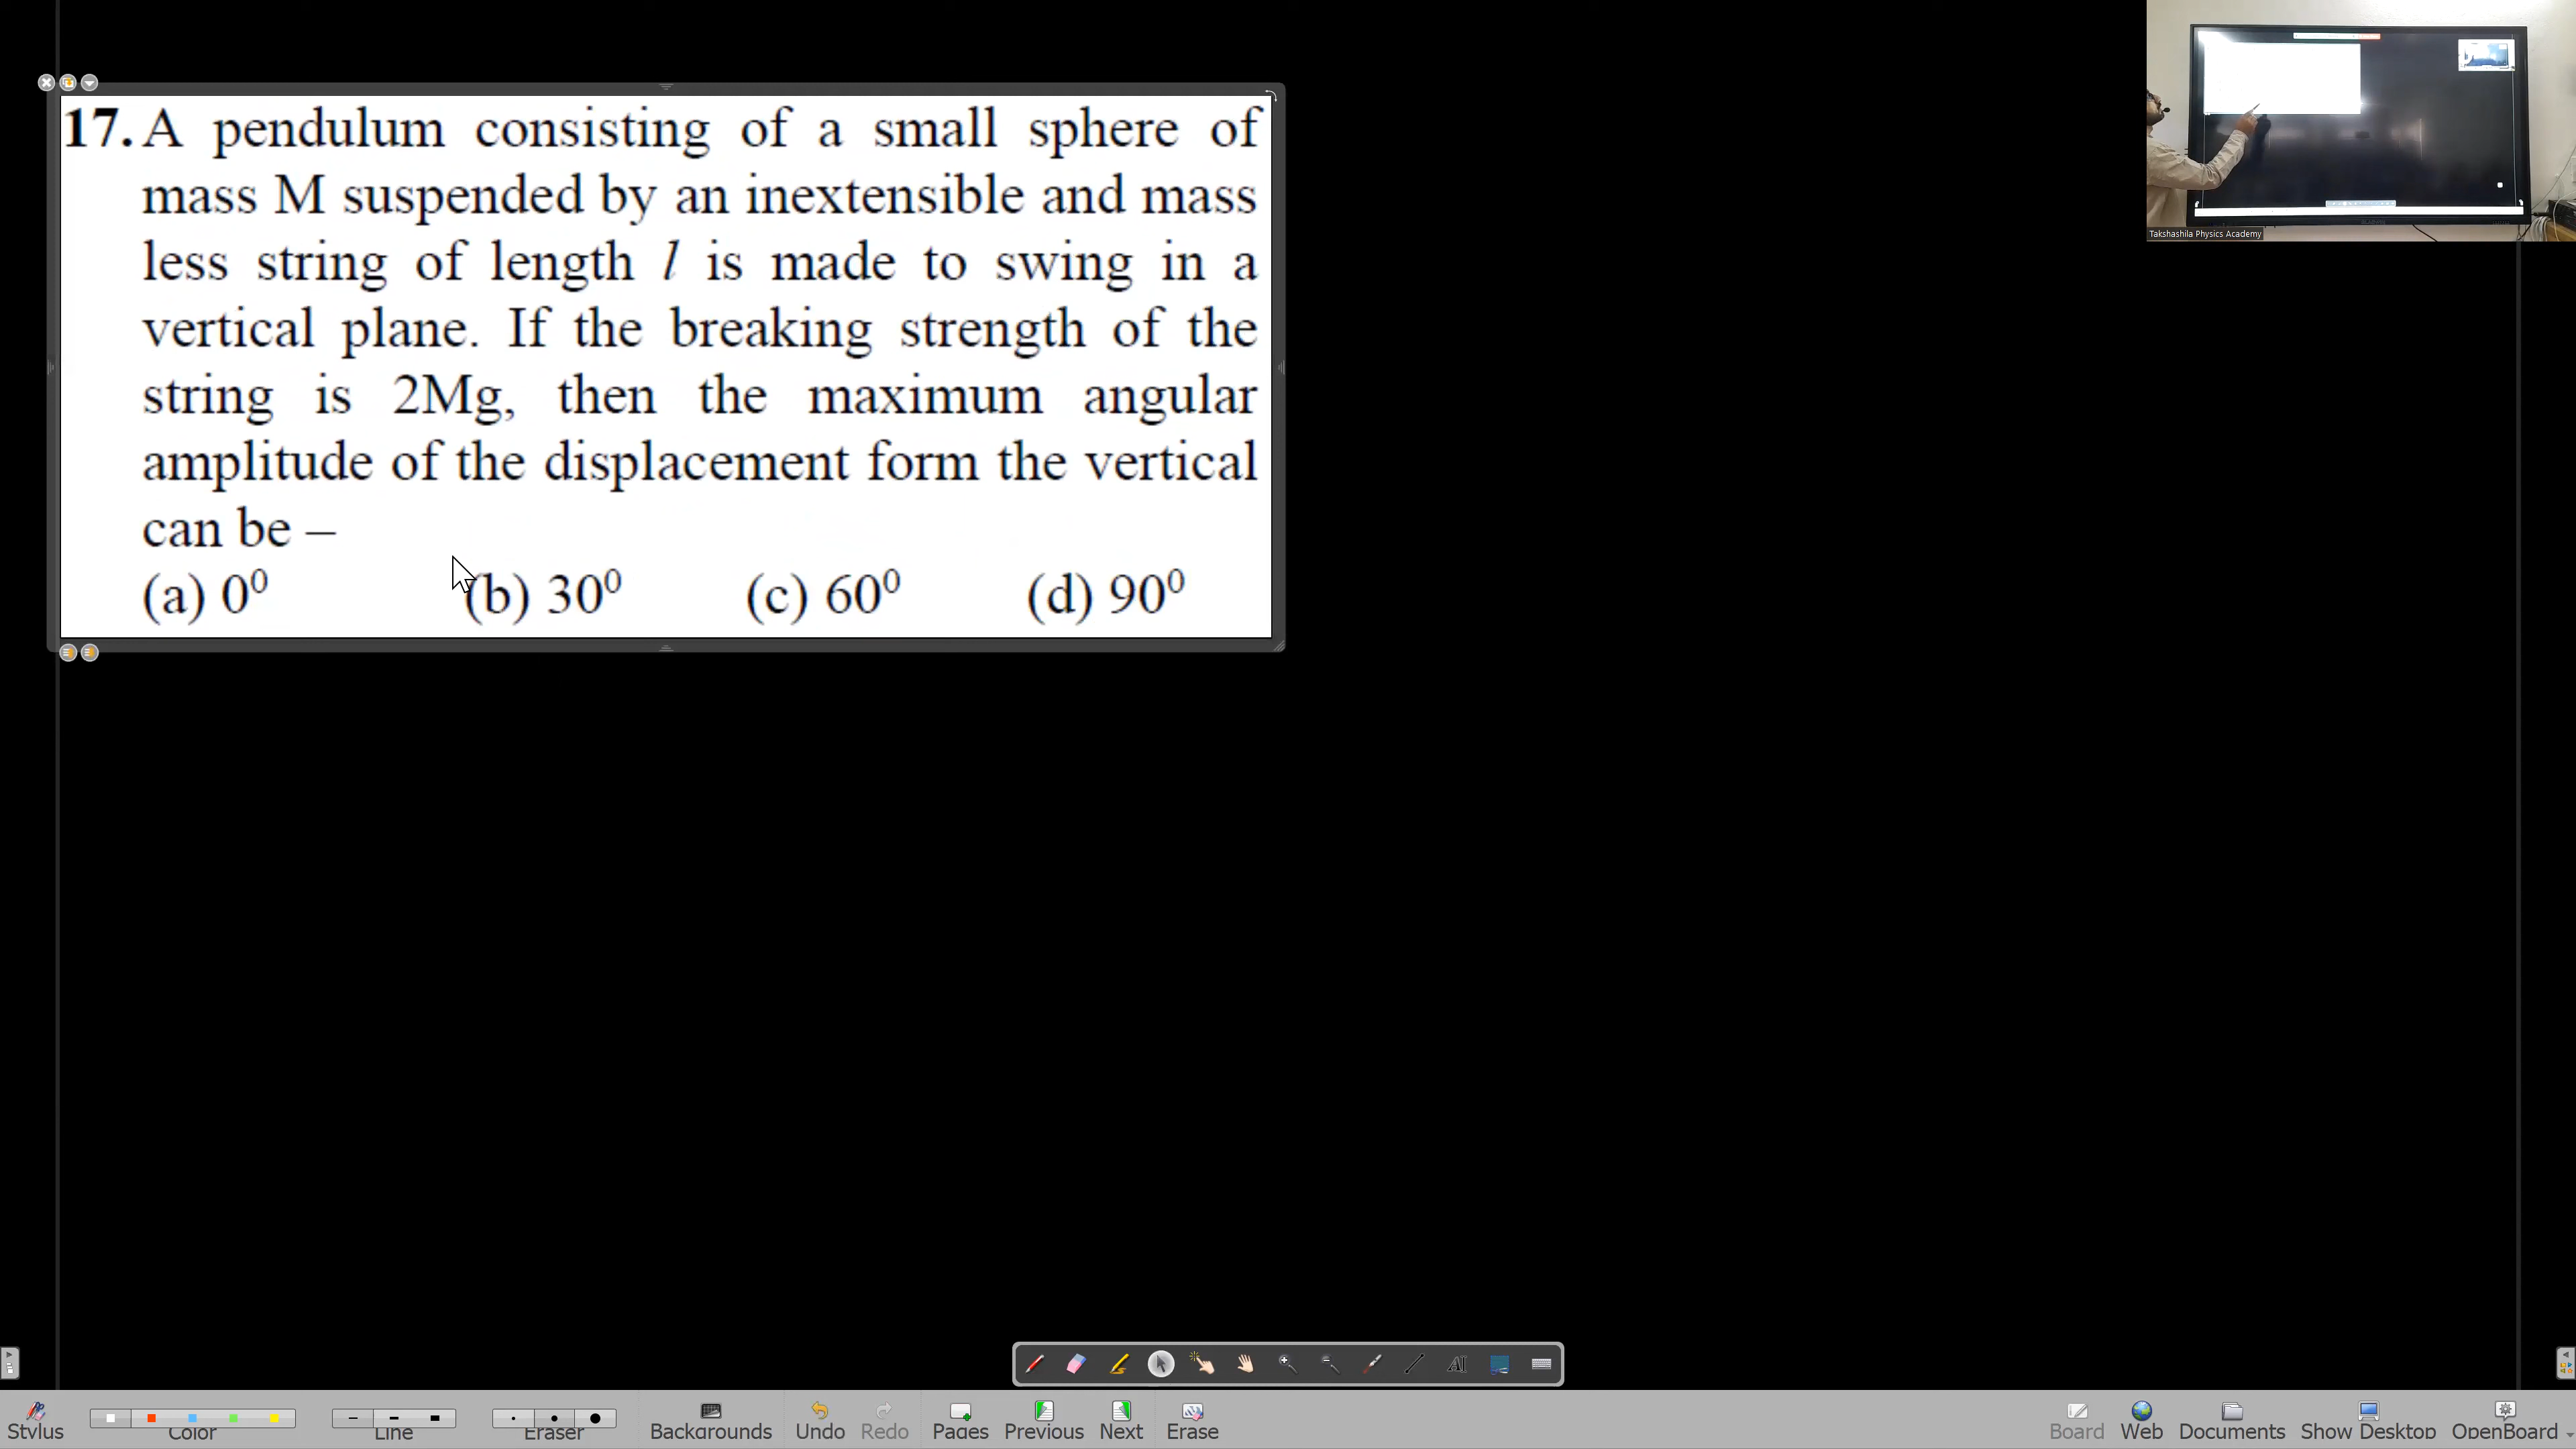 17. A pendulum consisting of a small sphere of
mass M suspended by an inextensible and mass
less string of length l is made to swing in a
vertical plane. If the breaking strength of the
string is 2Mg, then the maximum angular
amplitude of the displacement form the vertical
can be –
(a) 0⁰ (b) 30⁰ (c) 60⁰ (d) 90⁰
Takshashila Physics Academy
Stylus Color Line Eraser Backgrounds Undo Redo Pages Previous Next Erase Board Web Documents Show Desktop OpenBoard